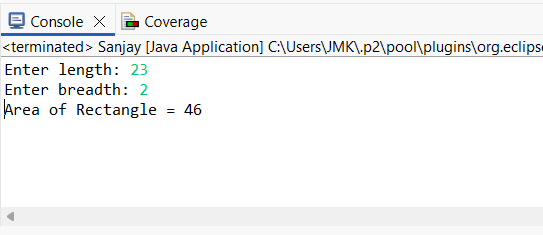 Console Coverage
<terminated> Sanjay [Java Application] C:\Users\JMK\.p2\pool\plugins\org.eclipse
Enter length: 23
Enter breadth: 2
Area of Rectangle = 46